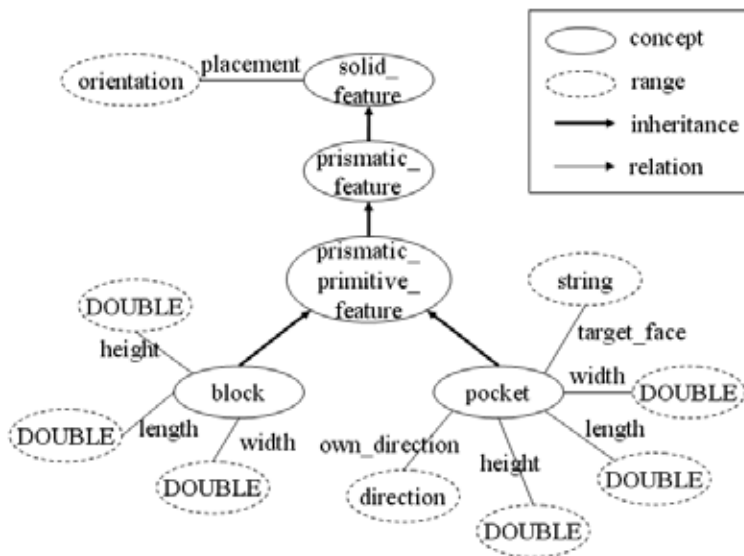 orientation
placement
solid_
feature
prismatic_
feature
prismatic_
primitive_
feature
concept
range
inheritance
relation
DOUBLE
height
block
DOUBLE
length
width
DOUBLE
string
target_face
pocket
width
DOUBLE
length
DOUBLE
own_direction
direction
height
DOUBLE